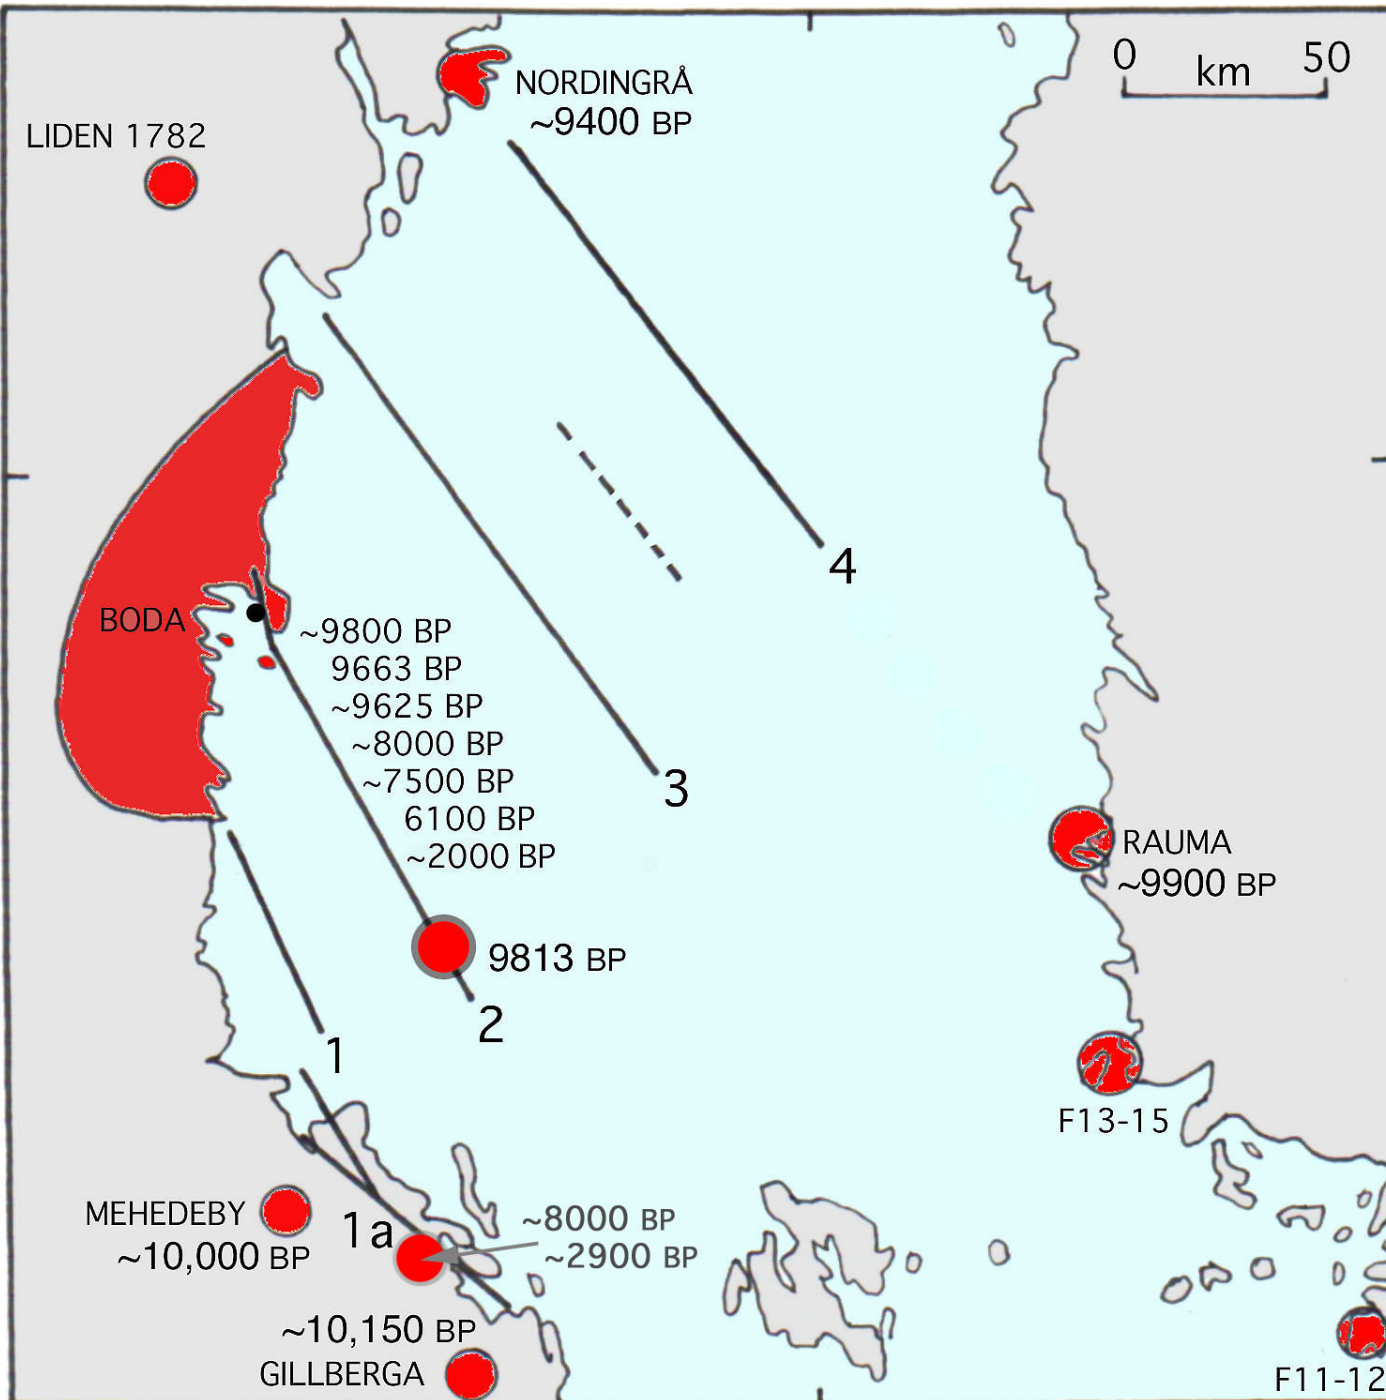 0 50
km
NORDINGRÅ
~9400 BP
LIDEN 1782
4
BODA
~9800 BP
9663 BP
~9625 BP
~8000 BP
~7500 BP
6100 BP
~2000 BP
3
RAUMA
~9900 BP
9813 BP
2
1
F13-15
MEHEDEBY
~10,000 BP
1a
~8000 BP
~2900 BP
~10,150 BP
GILLBERGA
F11-12